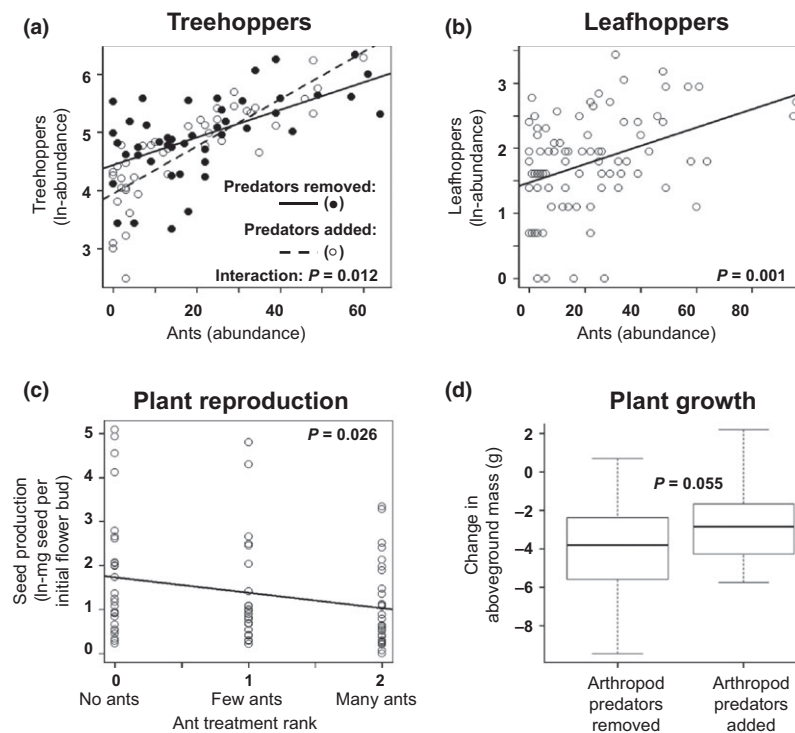 (a) Treehoppers
Treehoppers
(ln-abundance)
6
5
4
3
Predators removed:
(●)
Predators added:
(○)
Interaction: P = 0.012
0 20 40 60
Ants (abundance)
(b) Leafhoppers
Leafhoppers
(ln-abundance)
3
2
1
0
P = 0.001
0 20 40 60 80
Ants (abundance)
(c) Plant reproduction
Seed production
(ln-mg seed per
initial flower bud)
5
4
3
2
1
0
P = 0.026
0 1 2
No ants Few ants Many ants
Ant treatment rank
(d) Plant growth
Change in
aboveground mass (g)
2
0
–2
–4
–6
–8
P = 0.055
Arthropod Arthropod
predators predators
removed added